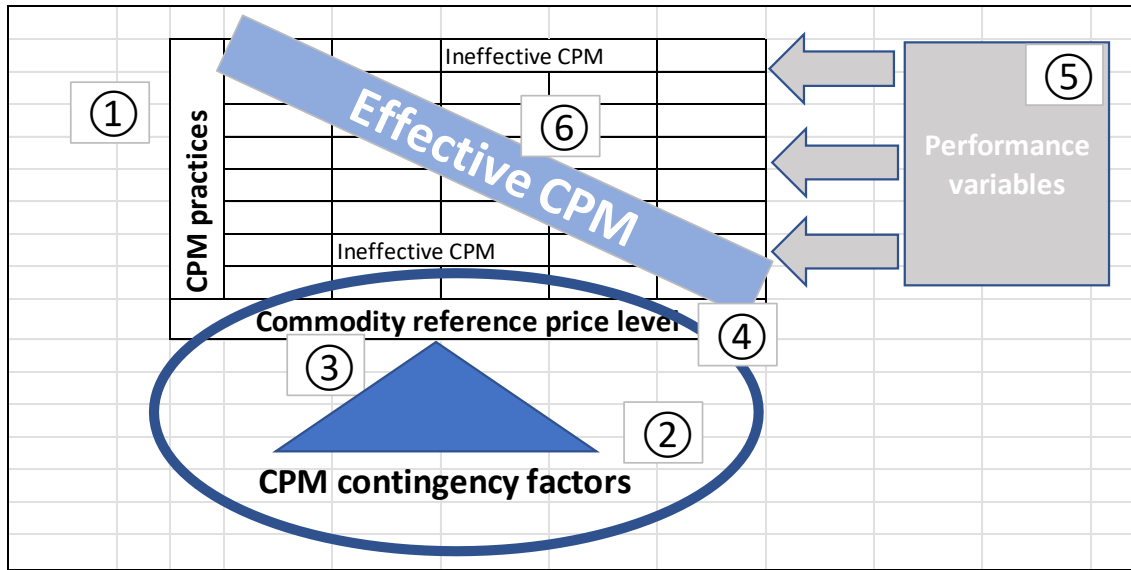 Ineffective CPM
⑤
①
⑥
Effective CPM
Performance
variables
CPM practices
Ineffective CPM
Commodity reference price level
④
③
②
CPM contingency factors